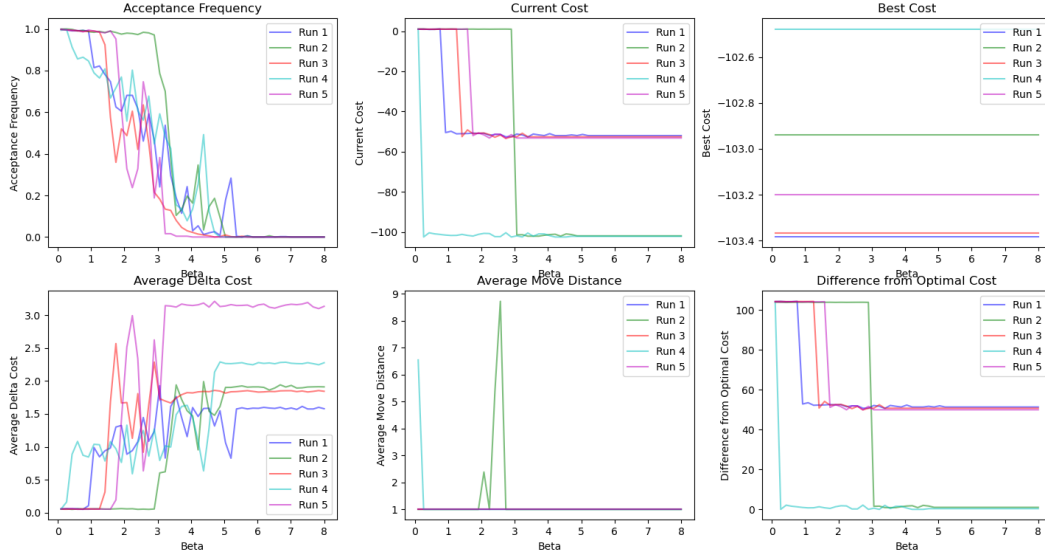 Acceptance Frequency
Acceptance Frequency
1.0
0.8
0.6
0.4
0.2
0.0
0 1 2 3 4 5 6 7 8
Beta
Run 1
Run 2
Run 3
Run 4
Run 5
Current Cost
Current Cost
0
−20
−40
−60
−80
−100
0 1 2 3 4 5 6 7 8
Beta
Run 1
Run 2
Run 3
Run 4
Run 5
Best Cost
Best Cost
−102.6
−102.8
−103.0
−103.2
−103.4
0 1 2 3 4 5 6 7 8
Beta
Run 1
Run 2
Run 3
Run 4
Run 5
Average Delta Cost
Average Delta Cost
3.0
2.5
2.0
1.5
1.0
0.5
0.0
0 1 2 3 4 5 6 7 8
Beta
Run 1
Run 2
Run 3
Run 4
Run 5
Average Move Distance
Average Move Distance
9
8
7
6
5
4
3
2
1
0 1 2 3 4 5 6 7 8
Beta
Run 1
Run 2
Run 3
Run 4
Run 5
Difference from Optimal Cost
Difference from Optimal Cost
100
80
60
40
20
0
0 1 2 3 4 5 6 7 8
Beta
Run 1
Run 2
Run 3
Run 4
Run 5